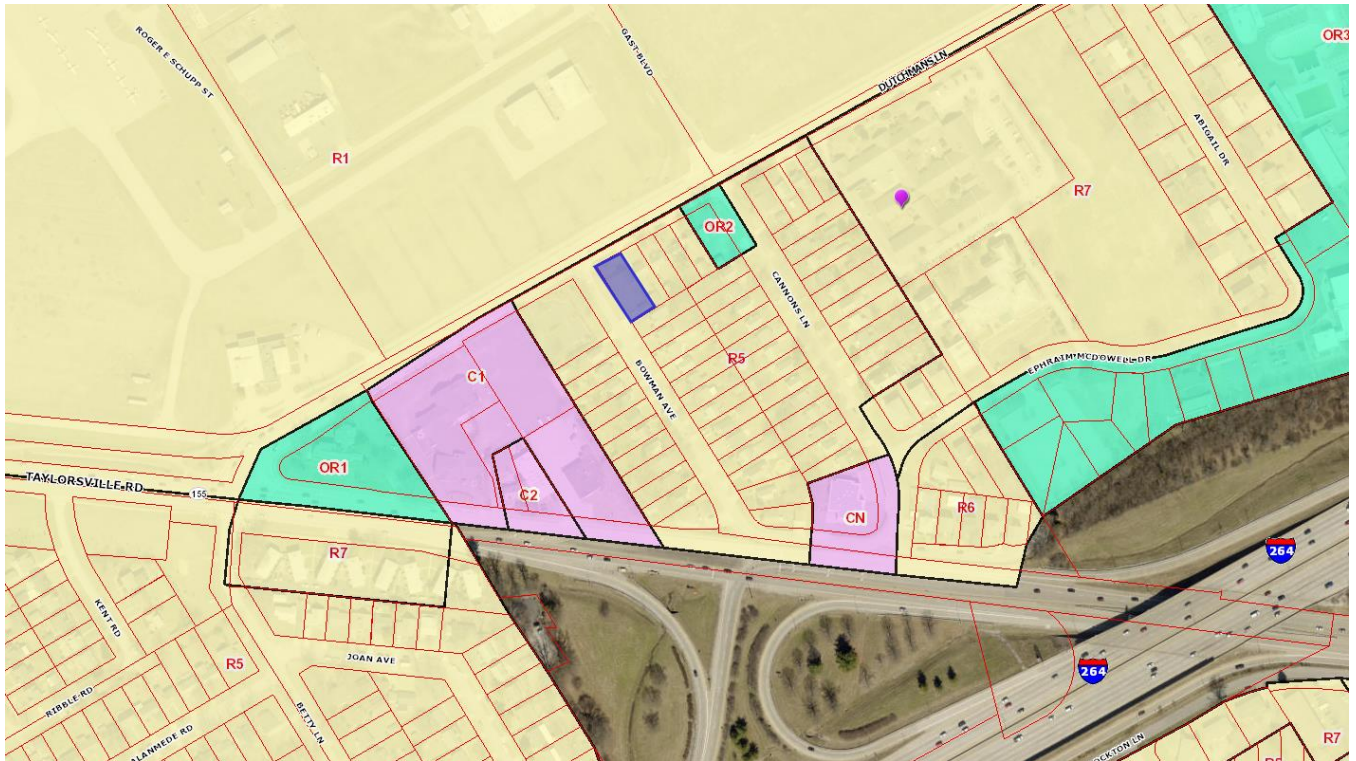 ROGER E SCHUPP ST
GAST BLVD
DUTCHMANS LN
OR3
R1
ABIGAIL DR
R7
OR2
CANNONS LN
R5
EPHRAIM MCDOWELL DR
C1
BOWMAN AVE
OR1
TAYLORSVILLE RD
155
C2
CN
R6
264
R7
KENT RD
JOAN AVE
R5
264
RIBBLE RD
BETTY LN
ALANMEDE RD
OCKTON LN
R7